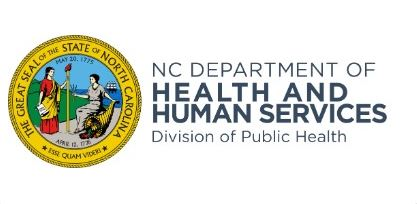 THE GREAT SEAL OF THE STATE OF NORTH CAROLINA
MAY 20, 1775
APRIL 12, 1776
ESSE QUAM VIDERI
NC DEPARTMENT OF
HEALTH AND
HUMAN SERVICES
Division of Public Health